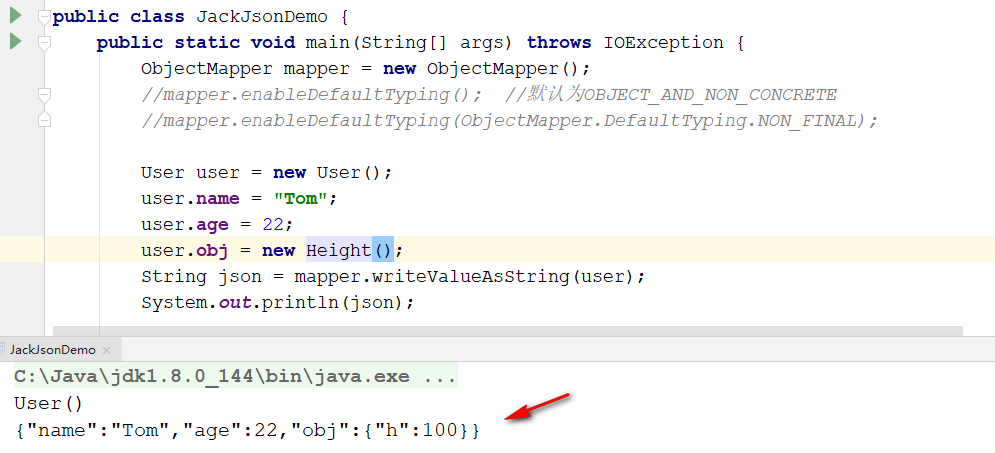 public class JackJsonDemo {
public static void main(String[] args) throws IOException {
ObjectMapper mapper = new ObjectMapper();
//mapper.enableDefaultTyping();  //默认为OBJECT_AND_NON_CONCRETE
//mapper.enableDefaultTyping(ObjectMapper.DefaultTyping.NON_FINAL);
User user = new User();
user.name = "Tom";
user.age = 22;
user.obj = new Height();
String json = mapper.writeValueAsString(user);
System.out.println(json);
JackJsonDemo ×
C:\Java\jdk1.8.0_144\bin\java.exe ...
User()
{"name":"Tom","age":22,"obj":{"h":100}}